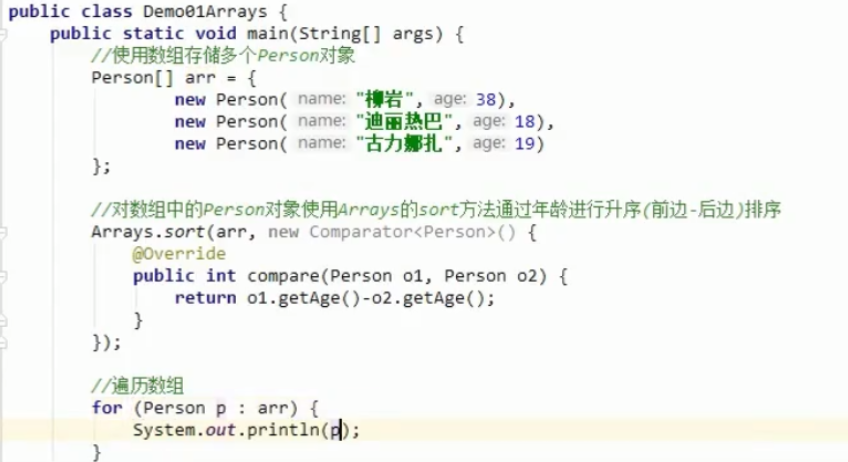 public class Demo01Arrays {
    public static void main(String[] args) {
        //使用数组存储多个Person对象
        Person[] arr = {
                new Person( name: "柳岩", age: 38),
                new Person( name: "迪丽热巴", age: 18),
                new Person( name: "古力娜扎", age: 19)
        };
        //对数组中的Person对象使用Arrays的sort方法通过年龄进行升序(前边-后边)排序
        Arrays.sort(arr, new Comparator<Person>() {
            @Override
            public int compare(Person o1, Person o2) {
                return o1.getAge()-o2.getAge();
            }
        });
        //遍历数组
        for (Person p : arr) {
            System.out.println(p);
        }